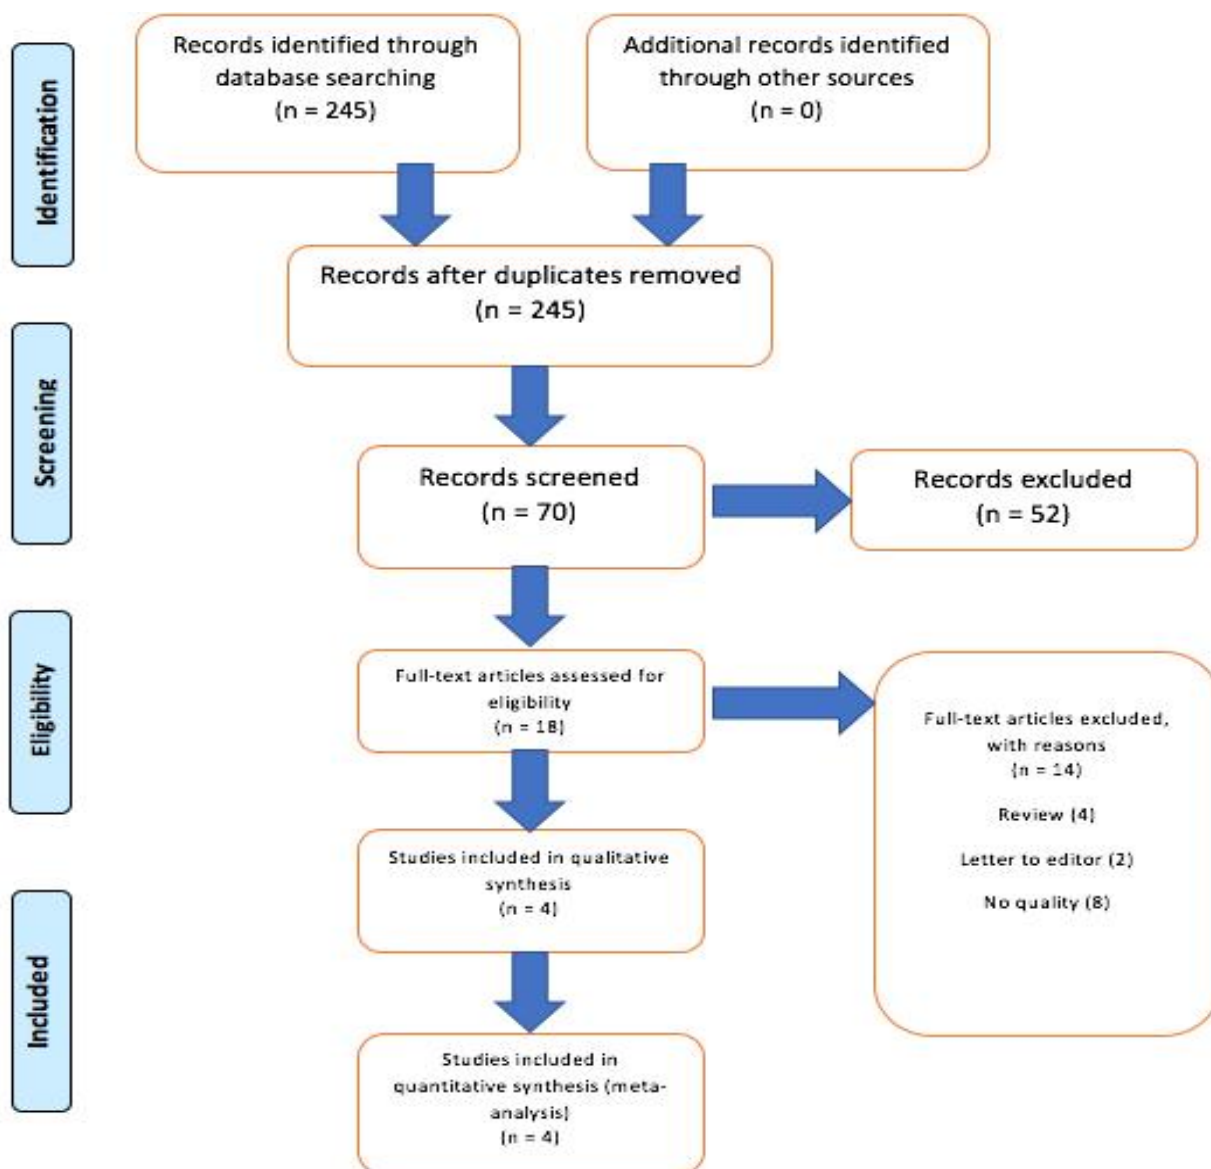 Identification
Records identified through
database searching
(n = 245)
Additional records identified
through other sources
(n = 0)
Records after duplicates removed
(n = 245)
Screening
Records screened
(n = 70)
Records excluded
(n = 52)
Eligibility
Full-text articles assessed for
eligibility
(n = 18)
Full-text articles excluded,
with reasons
(n = 14)
Review (4)
Letter to editor (2)
No quality (8)
Included
Studies included in qualitative
synthesis
(n = 4)
Studies included in
quantitative synthesis (meta-
analysis)
(n = 4)